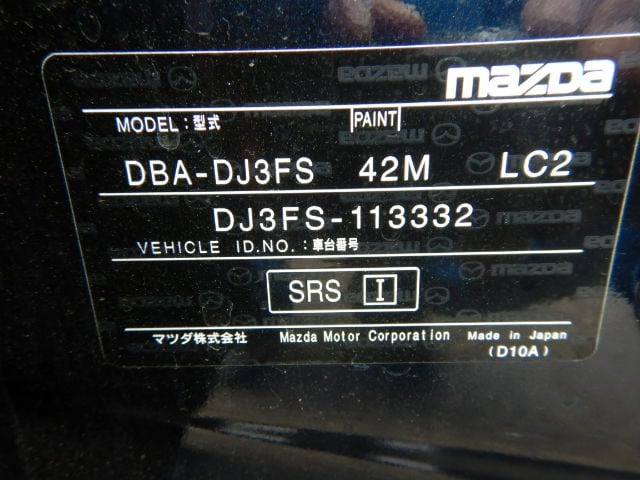 mazda
MODEL：型式 PAINT
DBA-DJ3FS 42M LC2
DJ3FS-113332
VEHICLE ID.NO.：車台番号
SRS I
マツダ株式会社 Mazda Motor Corporation Made in Japan
(D10A)